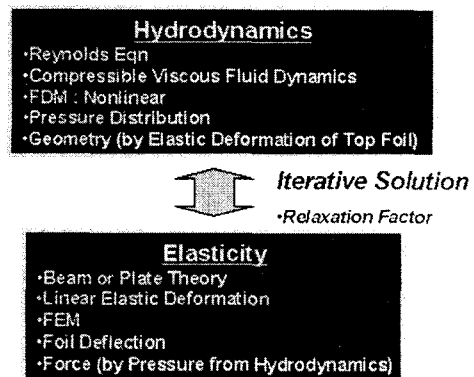 Hydrodynamics
•Reynolds Eqn
•Compressible Viscous Fluid Dynamics
•FDM : Nonlinear
•Pressure Distribution
•Geometry (by Elastic Deformation of Top Foil)
Iterative Solution
•Relaxation Factor
Elasticity
•Beam or Plate Theory
•Linear Elastic Deformation
•FEM
•Foil Deflection
•Force (by Pressure from Hydrodynamics)